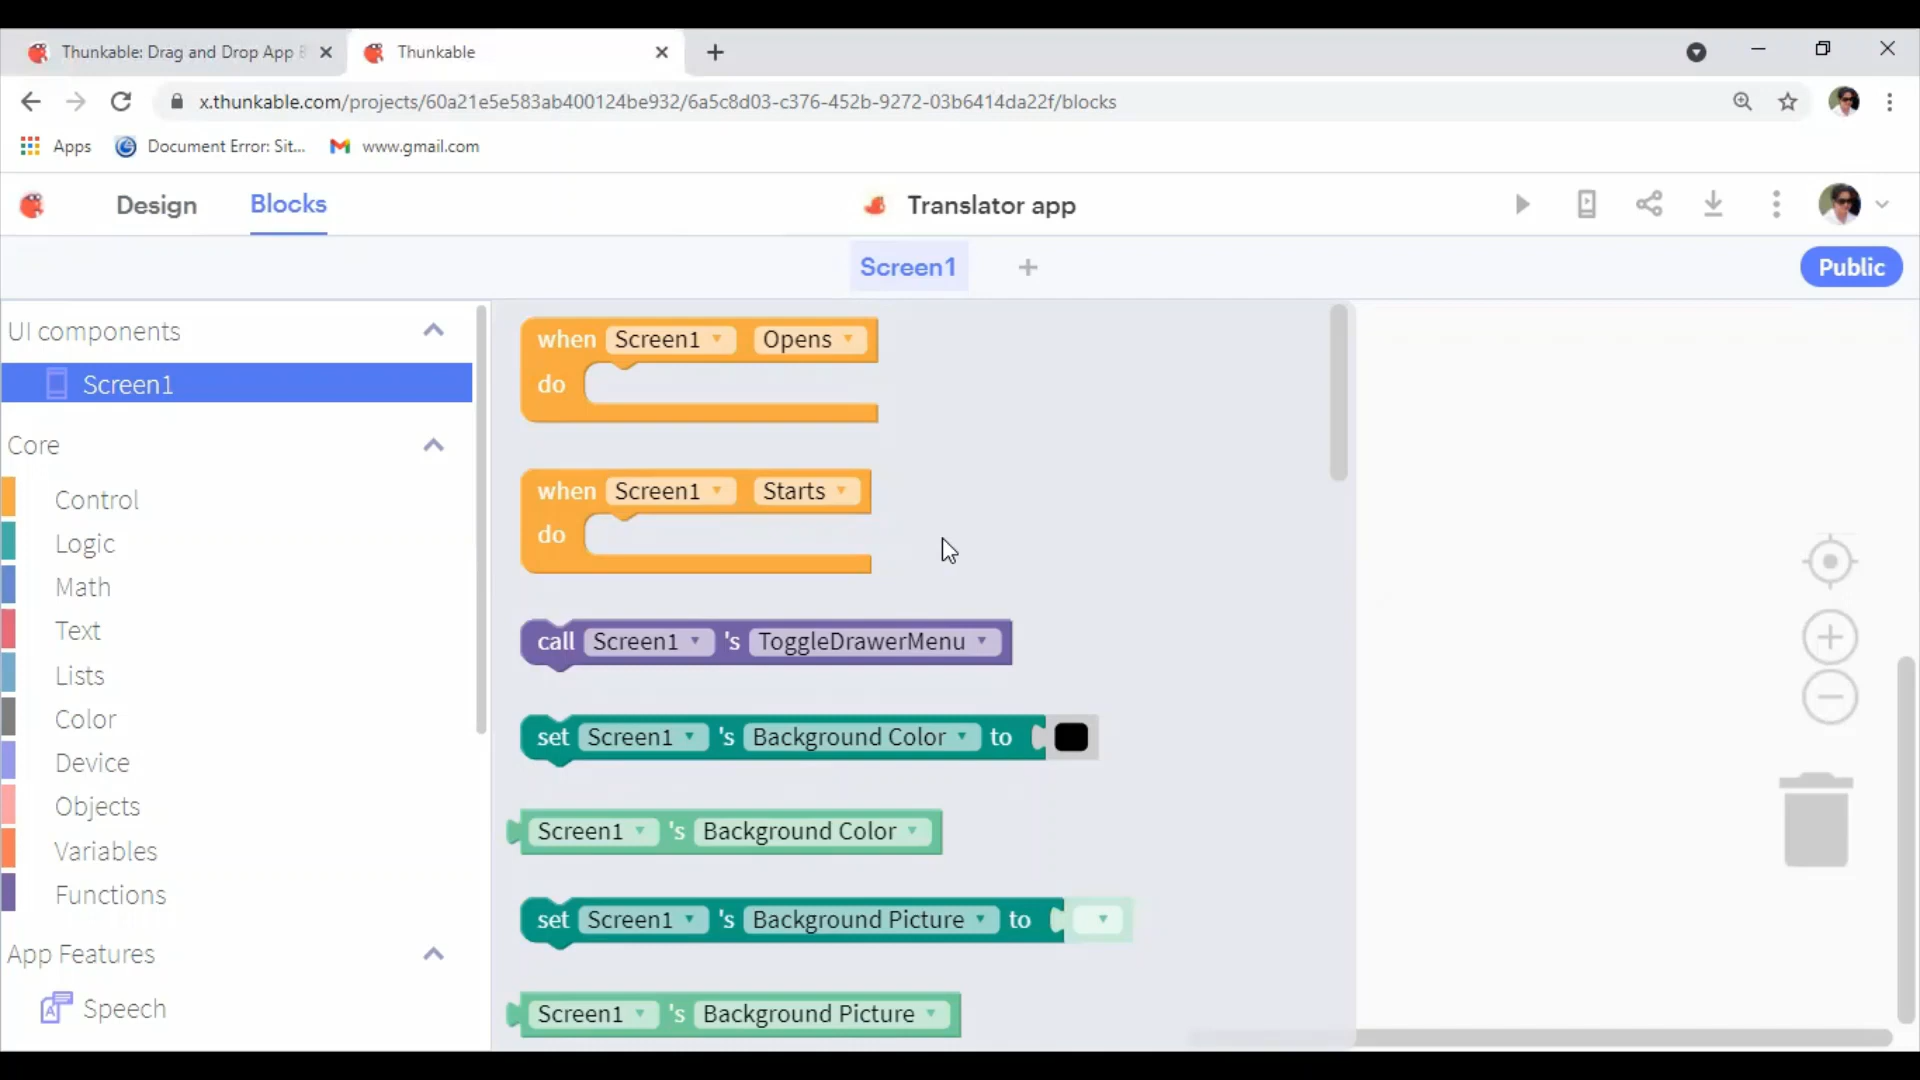 Thunkable: Drag and Drop App B
Thunkable
x.thunkable.com/projects/60a21e5e583ab400124be932/6a5c8d03-c376-452b-9272-03b6414da22f/blocks
Apps
Document Error: Sit...
www.gmail.com
Design
Blocks
Translator app
Screen1
+
Public
UI components
Screen1
Core
Control
Logic
Math
Text
Lists
Color
Device
Objects
Variables
Functions
App Features
Speech
when Screen1 Opens
do
when Screen1 Starts
do
call Screen1 's ToggleDrawerMenu
set Screen1 's Background Color to
Screen1 's Background Color
set Screen1 's Background Picture to
Screen1 's Background Picture